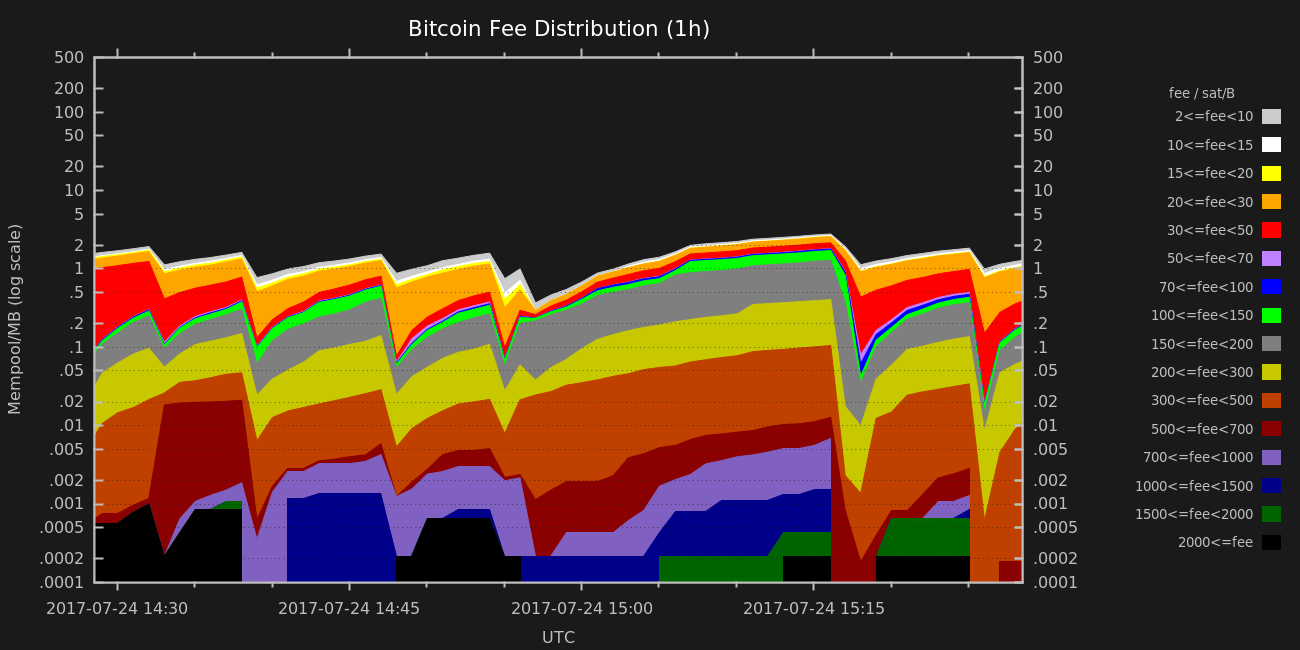 Bitcoin Fee Distribution (1h)
500 500
200 200
100 100
50 50
20 20
10 10
5 5
2 2
1 1
.5 .5
.2 .2
.1 .1
.05 .05
.02 .02
.01 .01
.005 .005
.002 .002
.001 .001
.0005 .0005
.0002 .0002
.0001 .0001
Mempool/MB (log scale)
2017-07-24 14:30 2017-07-24 14:45 2017-07-24 15:00 2017-07-24 15:15
UTC
fee / sat/B
2<=fee<10
10<=fee<15
15<=fee<20
20<=fee<30
30<=fee<50
50<=fee<70
70<=fee<100
100<=fee<150
150<=fee<200
200<=fee<300
300<=fee<500
500<=fee<700
700<=fee<1000
1000<=fee<1500
1500<=fee<2000
2000<=fee